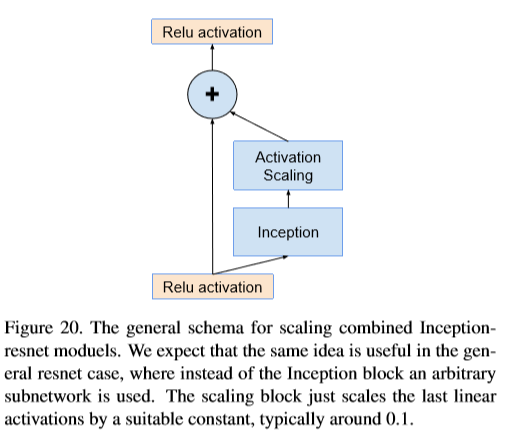 Relu activation
+
Activation
Scaling
Inception
Relu activation
Figure 20. The general schema for scaling combined Inception-
resnet moduels. We expect that the same idea is useful in the gen-
eral resnet case, where instead of the Inception block an arbitrary
subnetwork is used. The scaling block just scales the last linear
activations by a suitable constant, typically around 0.1.